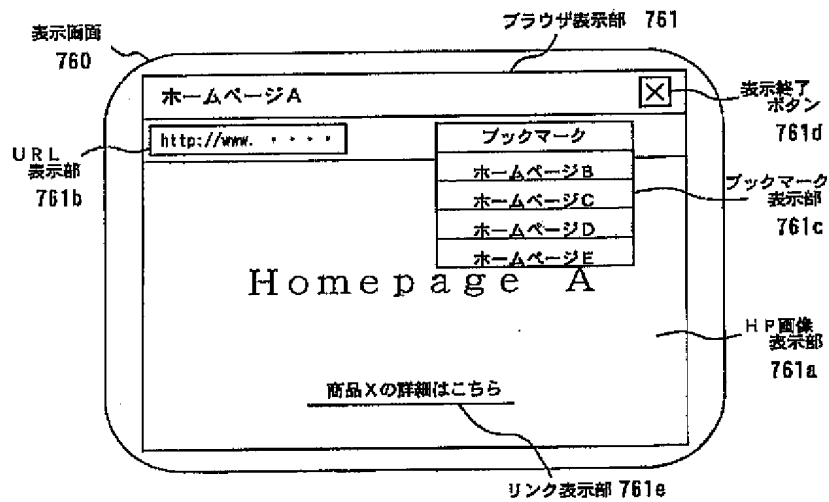 ブラウザ表示部 761
表示画面
760
ホームページA
表示終了
ボタン
761d
http://www. ・・・・
ブックマーク
URL
表示部
761b
ホームページB
ホームページC
ホームページD
ホームページE
ブックマーク
表示部
761c
Homepage A
HP画像
表示部
761a
商品Xの詳細はこちら
リンク表示部 761e